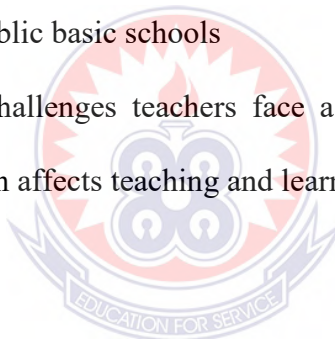 blic basic schools
hallenges teachers face a
n affects teaching and learn
EDUCATION FOR SERVICE